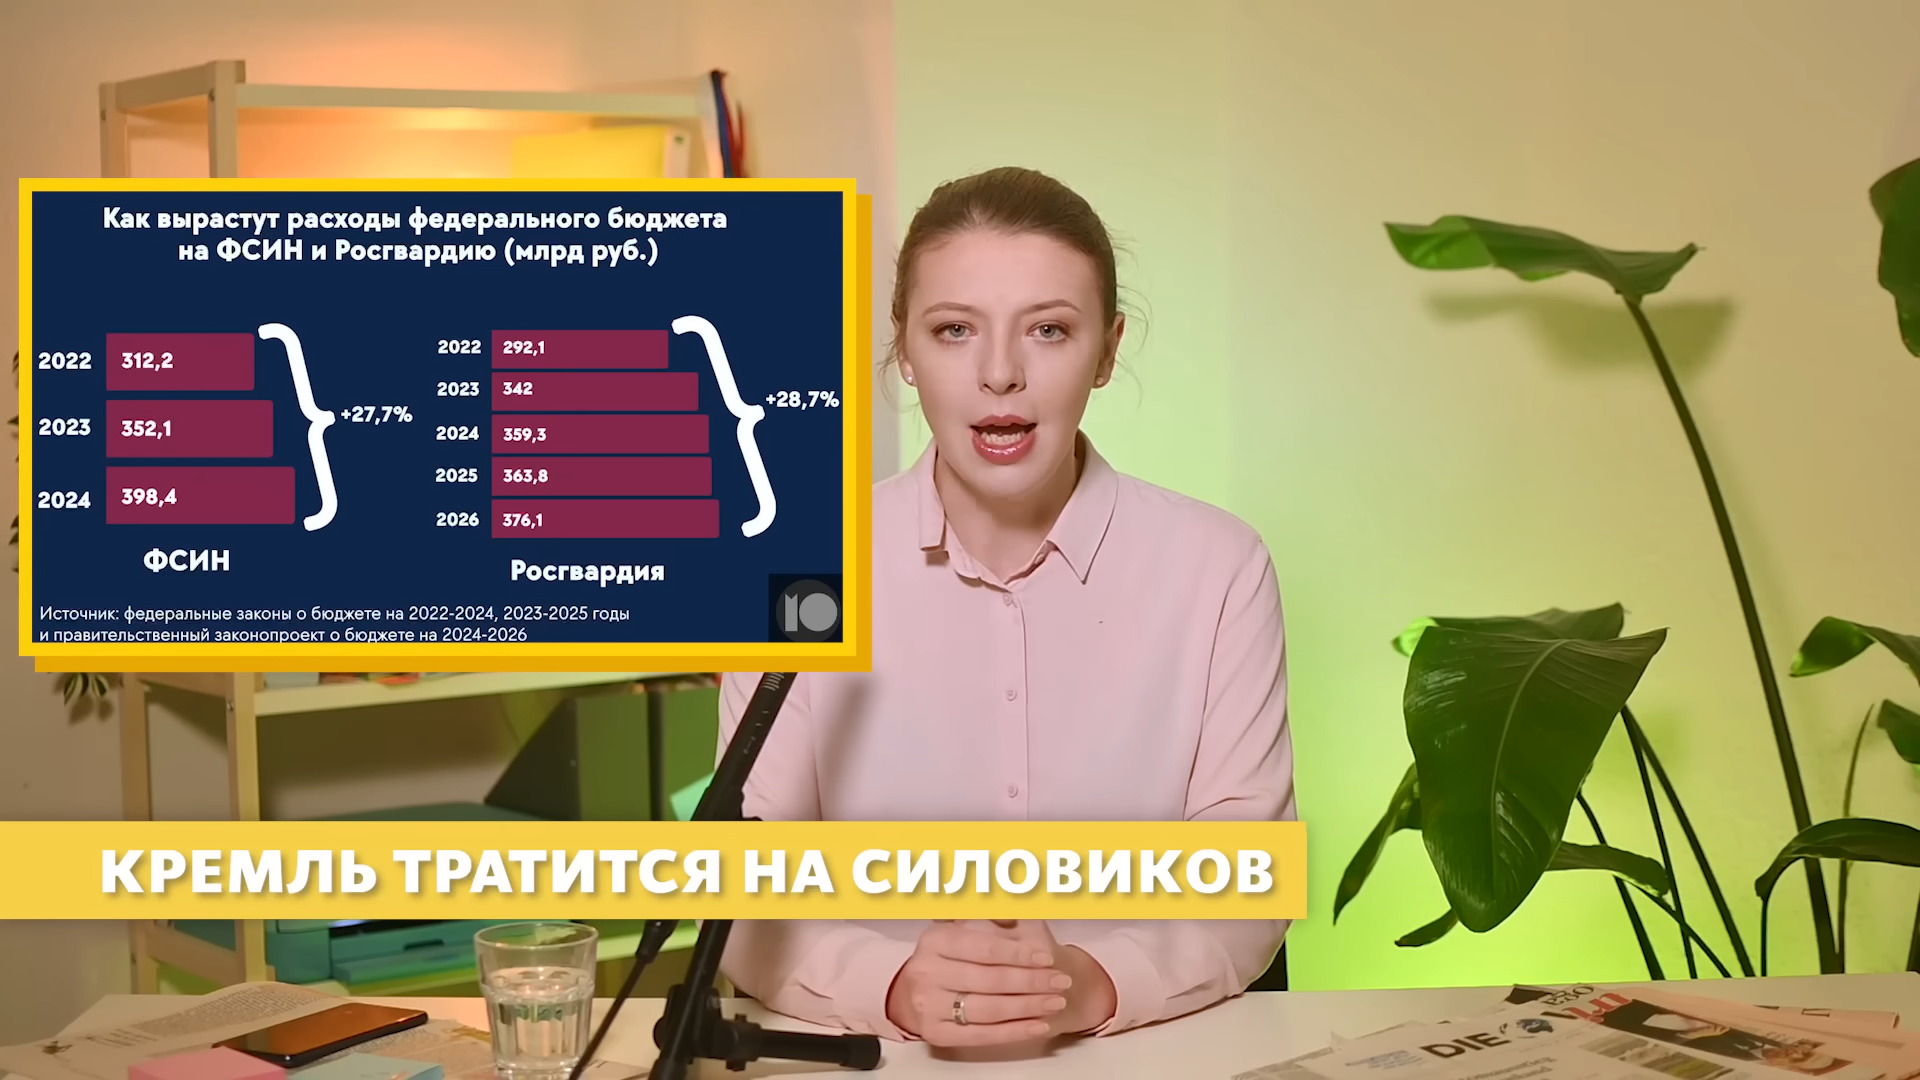 Как вырастут расходы федерального бюджета
на ФСИН и Росгвардию (млрд руб.)
2022 312,2
2023 352,1
2024 398,4
+27,7%
ФСИН
2022 292,1
2023 342
2024 359,3
2025 363,8
2026 376,1
+28,7%
Росгвардия
Источник: федеральные законы о бюджете на 2022-2024, 2023-2025 годы
и правительственный законопроект о бюджете на 2024-2026
Ю
КРЕМЛЬ ТРАТИТСЯ НА СИЛОВИКОВ
DIE